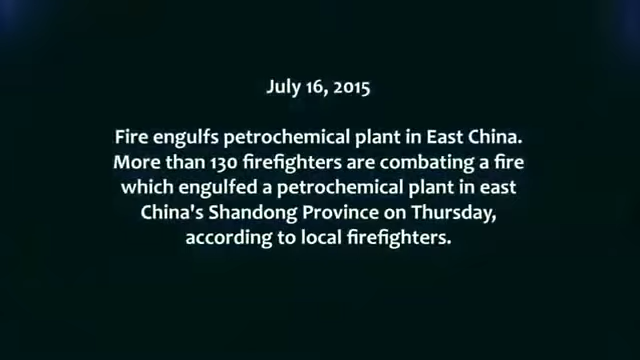 July 16, 2015
Fire engulfs petrochemical plant in East China.
More than 130 firefighters are combating a fire
which engulfed a petrochemical plant in east
China's Shandong Province on Thursday,
according to local firefighters.